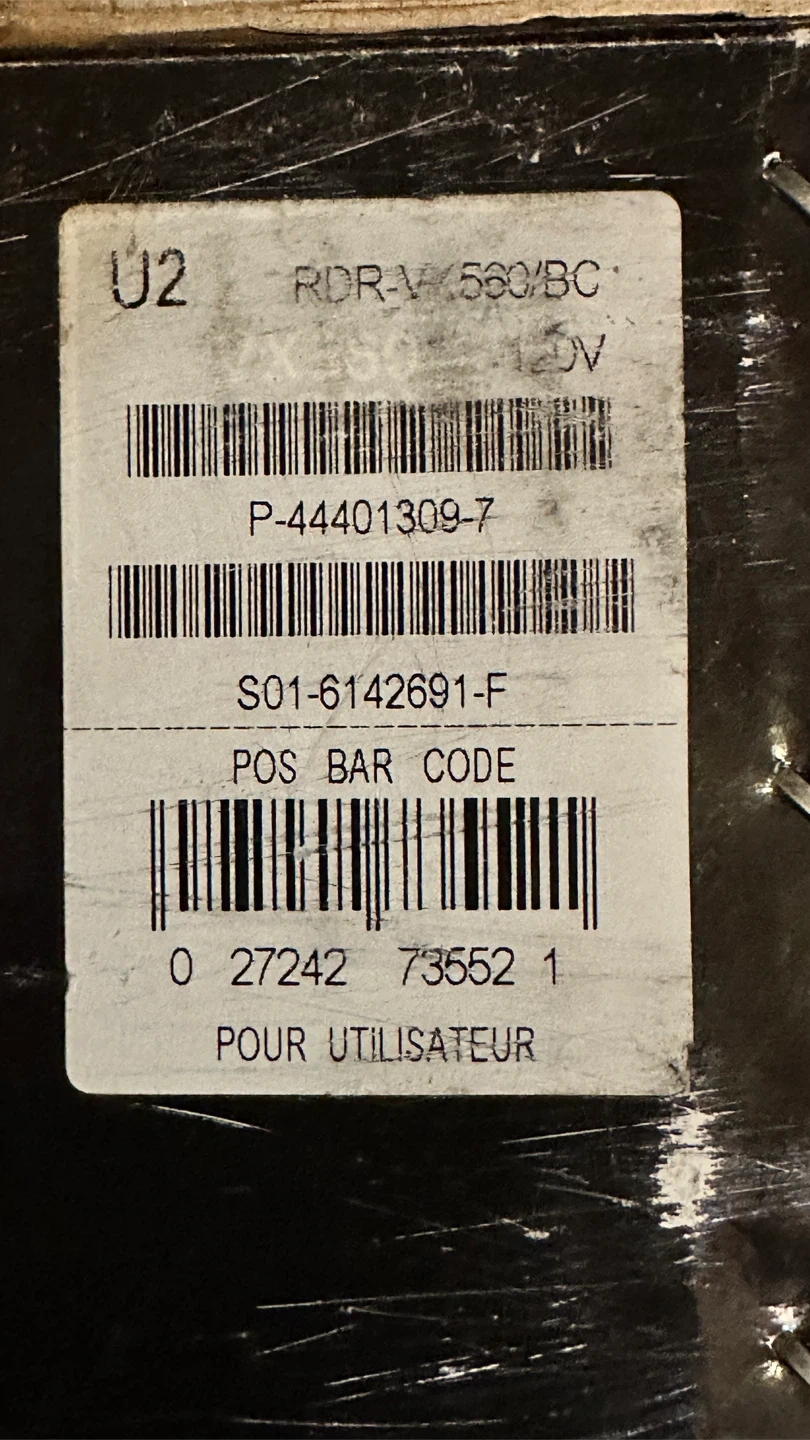 U2
P-44401309-7
S01-6142691-F
POS BAR CODE
0 27242 73552 1
POUR UTILISATEUR